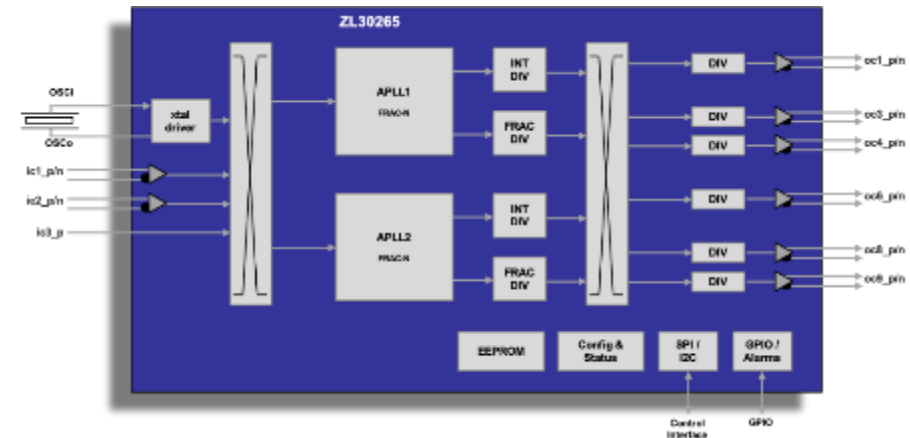 ZL30265
OSCI
xtal
driver
OSCo
ic1_p/n
ic2_p/n
ic3_p
APLL1
FRAC-N
INT
DIV
FRAC
DIV
APLL2
FRAC-N
INT
DIV
FRAC
DIV
DIV
oc1_p/n
DIV
oc3_p/n
DIV
oc4_p/n
DIV
oc6_p/n
DIV
oc8_p/n
DIV
oc9_p/n
EEPROM
Config &
Status
SPI /
I2C
GPIO /
Alarms
Control
Interface
GPIO